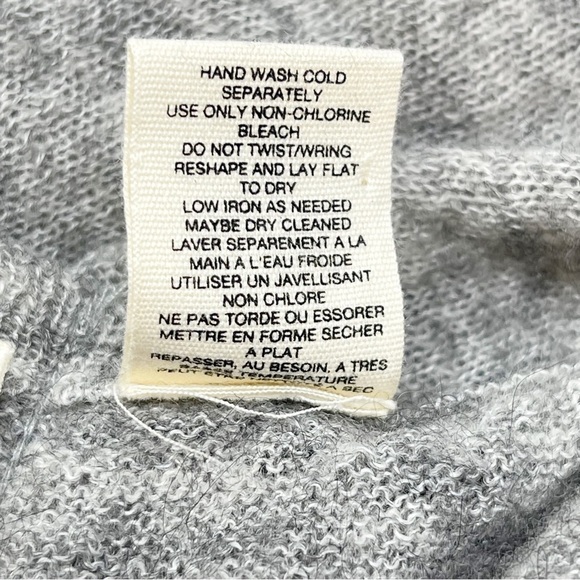 HAND WASH COLD
SEPARATELY
USE ONLY NON-CHLORINE
BLEACH
DO NOT TWIST/WRING
RESHAPE AND LAY FLAT
TO DRY
LOW IRON AS NEEDED
MAYBE DRY CLEANED
LAVER SEPAREMENT A LA
MAIN A L'EAU FROIDE
UTILISER UN JAVELLISANT
NON CHLORE
NE PAS TORDE OU ESSORER
METTRE EN FORME SECHER
A PLAT
REPASSER, AU BESOIN, A TRES
TEMPERATURE
PEUT A SEC